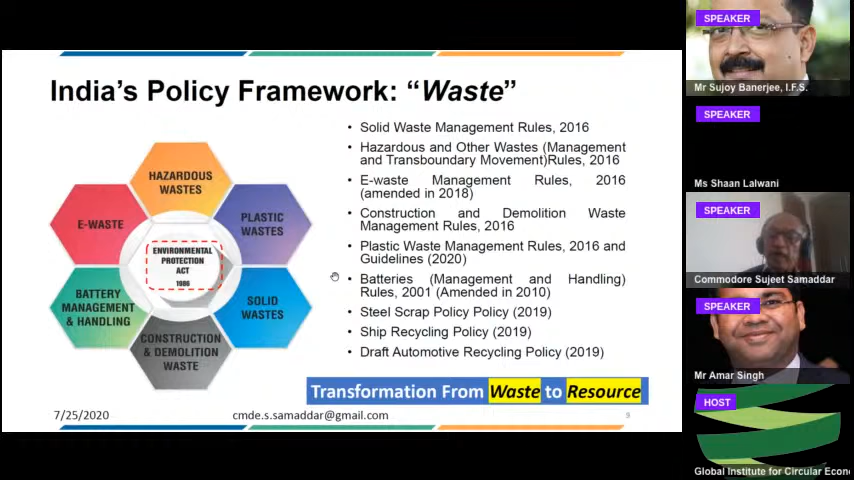 India's Policy Framework: "Waste"
HAZARDOUS
WASTES
PLASTIC
WASTES
SOLID
WASTES
CONSTRUCTION
& DEMOLITION
WASTE
BATTERY
MANAGEMENT
& HANDLING
E-WASTE
ENVIRONMENTAL
PROTECTION
ACT
1986
• Solid Waste Management Rules, 2016
• Hazardous and Other Wastes (Management
and Transboundary Movement)Rules, 2016
• E-waste Management Rules, 2016
(amended in 2018)
• Construction and Demolition Waste
Management Rules, 2016
• Plastic Waste Management Rules, 2016 and
Guidelines (2020)
• Batteries (Management and Handling)
Rules, 2001 (Amended in 2010)
• Steel Scrap Policy Policy (2019)
• Ship Recycling Policy (2019)
• Draft Automotive Recycling Policy (2019)
Transformation From Waste to Resource
7/25/2020
cmde.s.samaddar@gmail.com
9
SPEAKER
Mr Sujoy Banerjee, I.F.S.
SPEAKER
Ms Shaan Lalwani
SPEAKER
Commodore Sujeet Samaddar
SPEAKER
Mr Amar Singh
HOST
Global Institute for Circular Econ